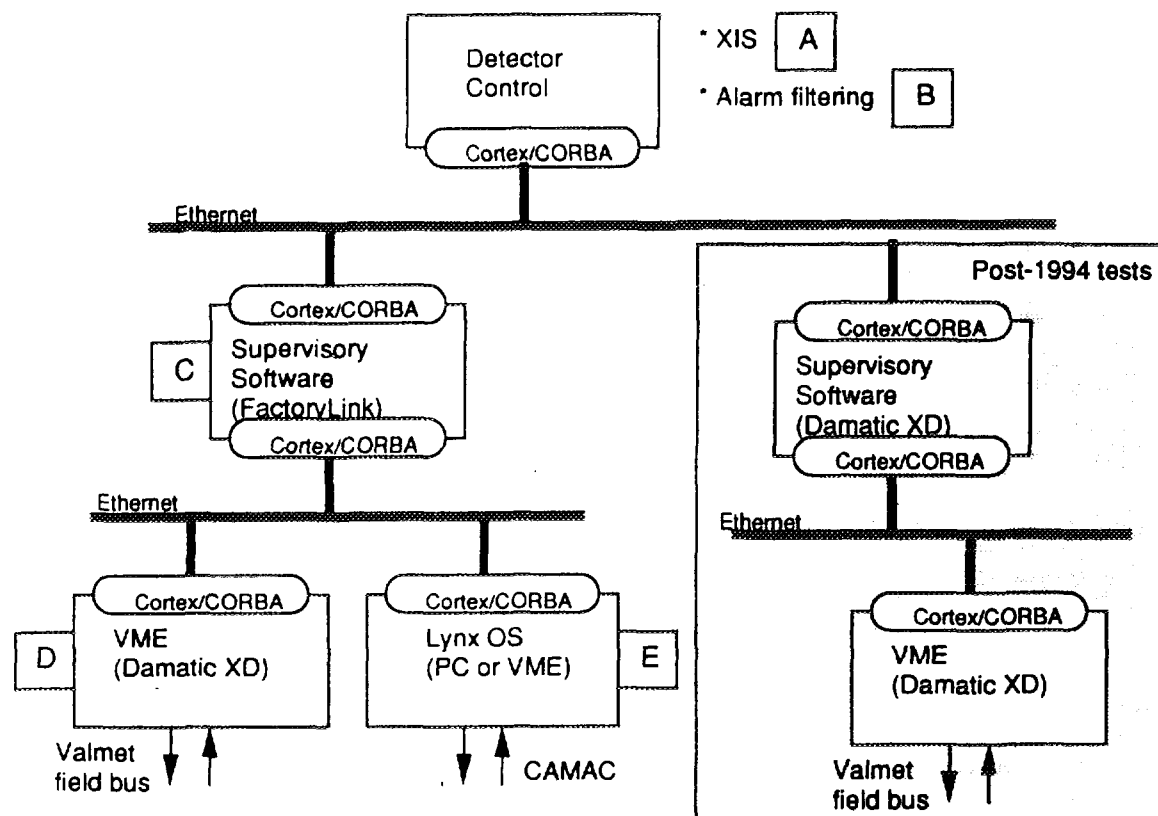 Detector
Control
* XIS A
* Alarm filtering B
Cortex/CORBA
Ethernet
Post-1994 tests
Cortex/CORBA
C
Supervisory
Software
(FactoryLink)
Cortex/CORBA
Cortex/CORBA
Supervisory
Software
(Damatic XD)
Cortex/CORBA
Ethernet
Ethernet
Cortex/CORBA
D
VME
(Damatic XD)
Valmet
field bus
Cortex/CORBA
Lynx OS
(PC or VME)
E
CAMAC
Cortex/CORBA
VME
(Damatic XD)
Valmet
field bus